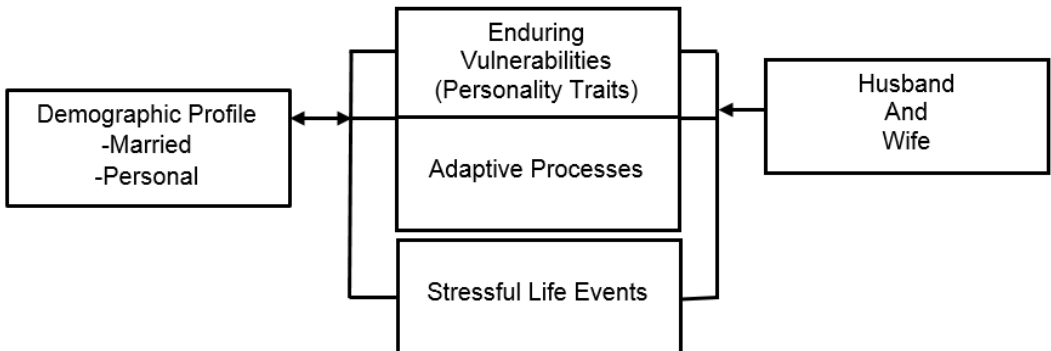 Demographic Profile
-Married
-Personal
Enduring
Vulnerabilities
(Personality Traits)
Adaptive Processes
Stressful Life Events
Husband
And
Wife